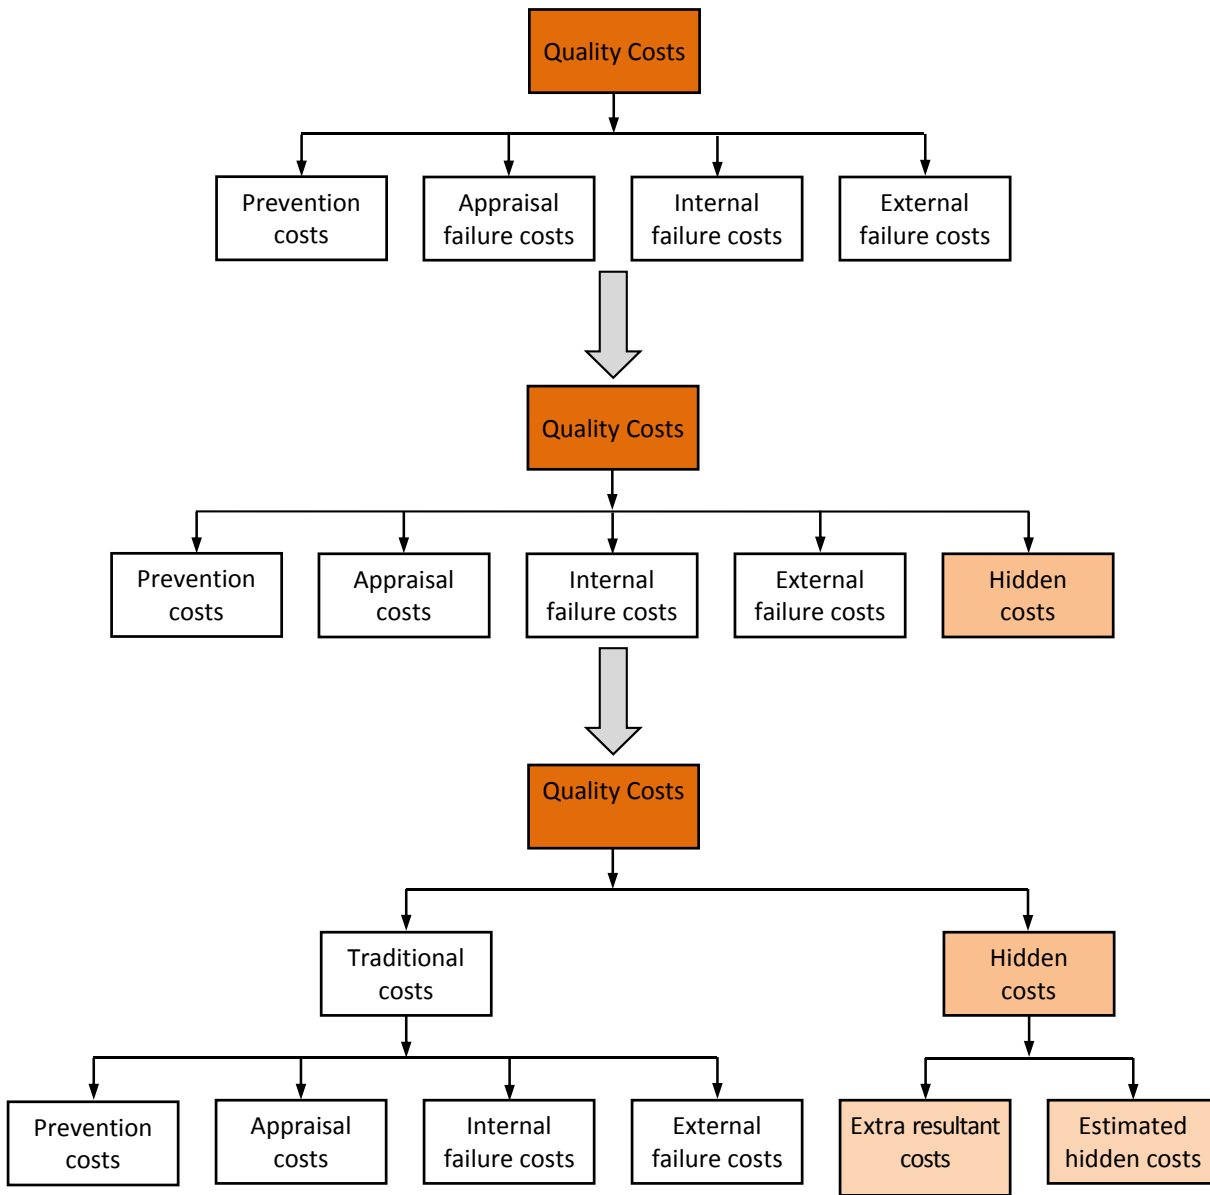 Quality Costs
Prevention
costs
Appraisal
failure costs
Internal
failure costs
External
failure costs
Quality Costs
Prevention
costs
Appraisal
costs
Internal
failure costs
External
failure costs
Hidden
costs
Quality Costs
Traditional
costs
Hidden
costs
Prevention
costs
Appraisal
costs
Internal
failure costs
External
failure costs
Extra resultant
costs
Estimated
hidden costs